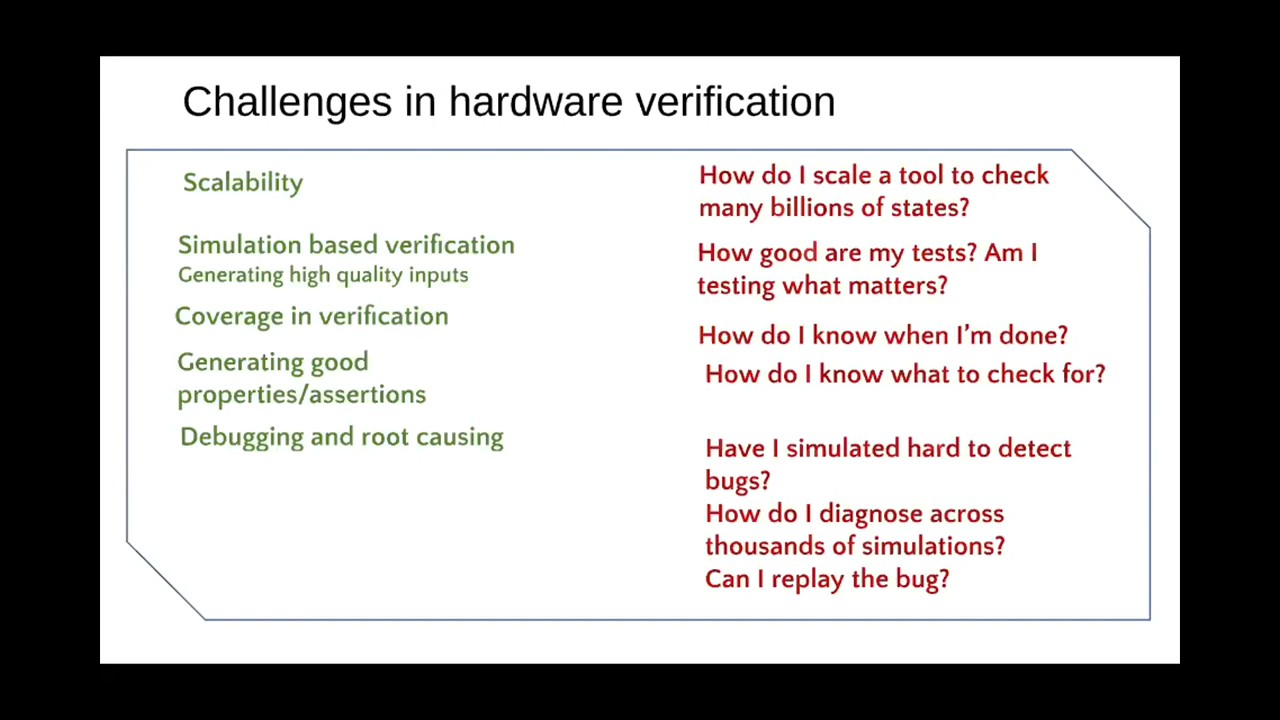 Challenges in hardware verification
Scalability
How do I scale a tool to check
many billions of states?
Simulation based verification
Generating high quality inputs
How good are my tests? Am I
testing what matters?
Coverage in verification
How do I know when I'm done?
Generating good
properties/assertions
How do I know what to check for?
Debugging and root causing
Have I simulated hard to detect
bugs?
How do I diagnose across
thousands of simulations?
Can I replay the bug?